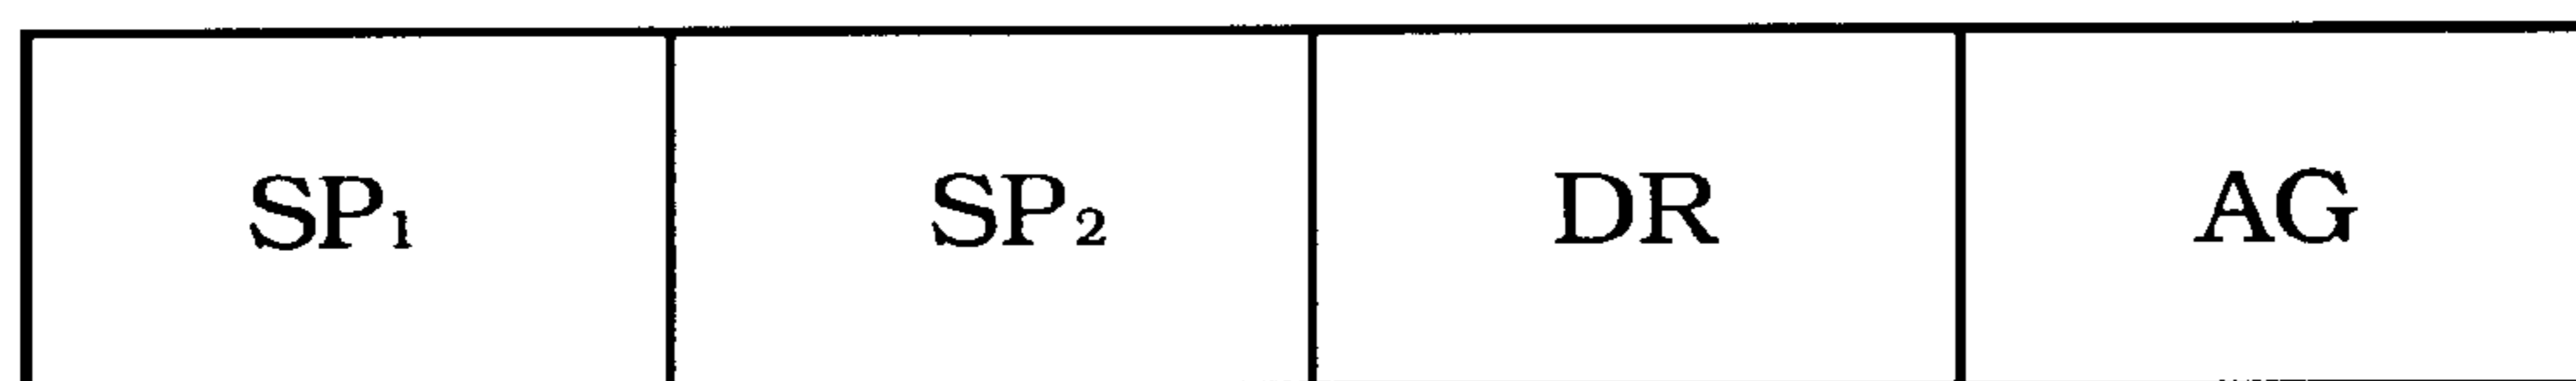 SP₁ SP₂ DR AG